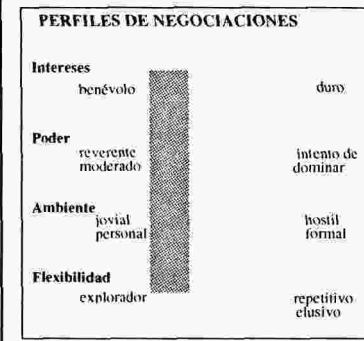 PERFILES DE NEGOCIACIONES
Intereses
benévolo duro
Poder
reverente intento de
moderado dominar
Ambiente
jovial hostil
personal formal
Flexibilidad
explorador repetitivo
elusivo